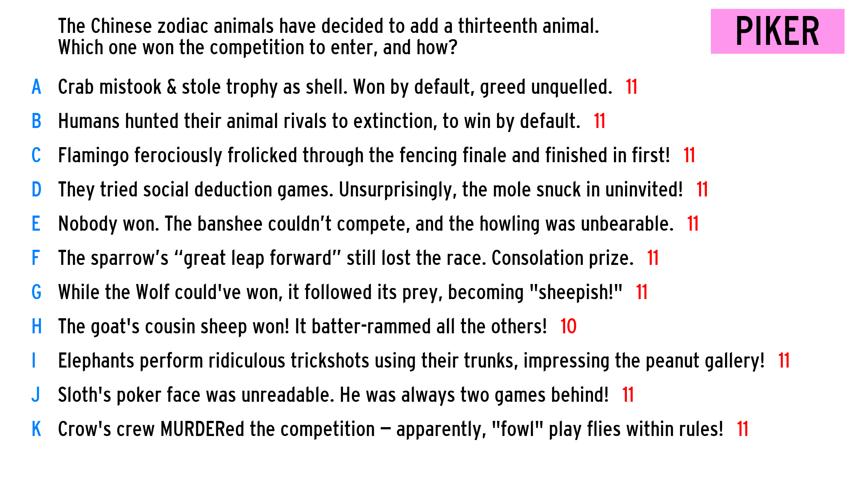 The Chinese zodiac animals have decided to add a thirteenth animal.
Which one won the competition to enter, and how?
PIKER
A Crab mistook & stole trophy as shell. Won by default, greed unquelled. 11
B Humans hunted their animal rivals to extinction, to win by default. 11
C Flamingo ferociously frolicked through the fencing finale and finished in first! 11
D They tried social deduction games. Unsurprisingly, the mole snuck in uninvited! 11
E Nobody won. The banshee couldn't compete, and the howling was unbearable. 11
F The sparrow's “great leap forward” still lost the race. Consolation prize. 11
G While the Wolf could've won, it followed its prey, becoming "sheepish!" 11
H The goat's cousin sheep won! It batter-rammed all the others! 10
I Elephants perform ridiculous trickshots using their trunks, impressing the peanut gallery! 11
J Sloth's poker face was unreadable. He was always two games behind! 11
K Crow's crew MURDERed the competition – apparently, "fowl" play flies within rules! 11